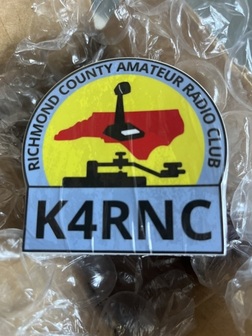 RICHMOND COUNTY AMATEUR RADIO CLUB
K4RNC